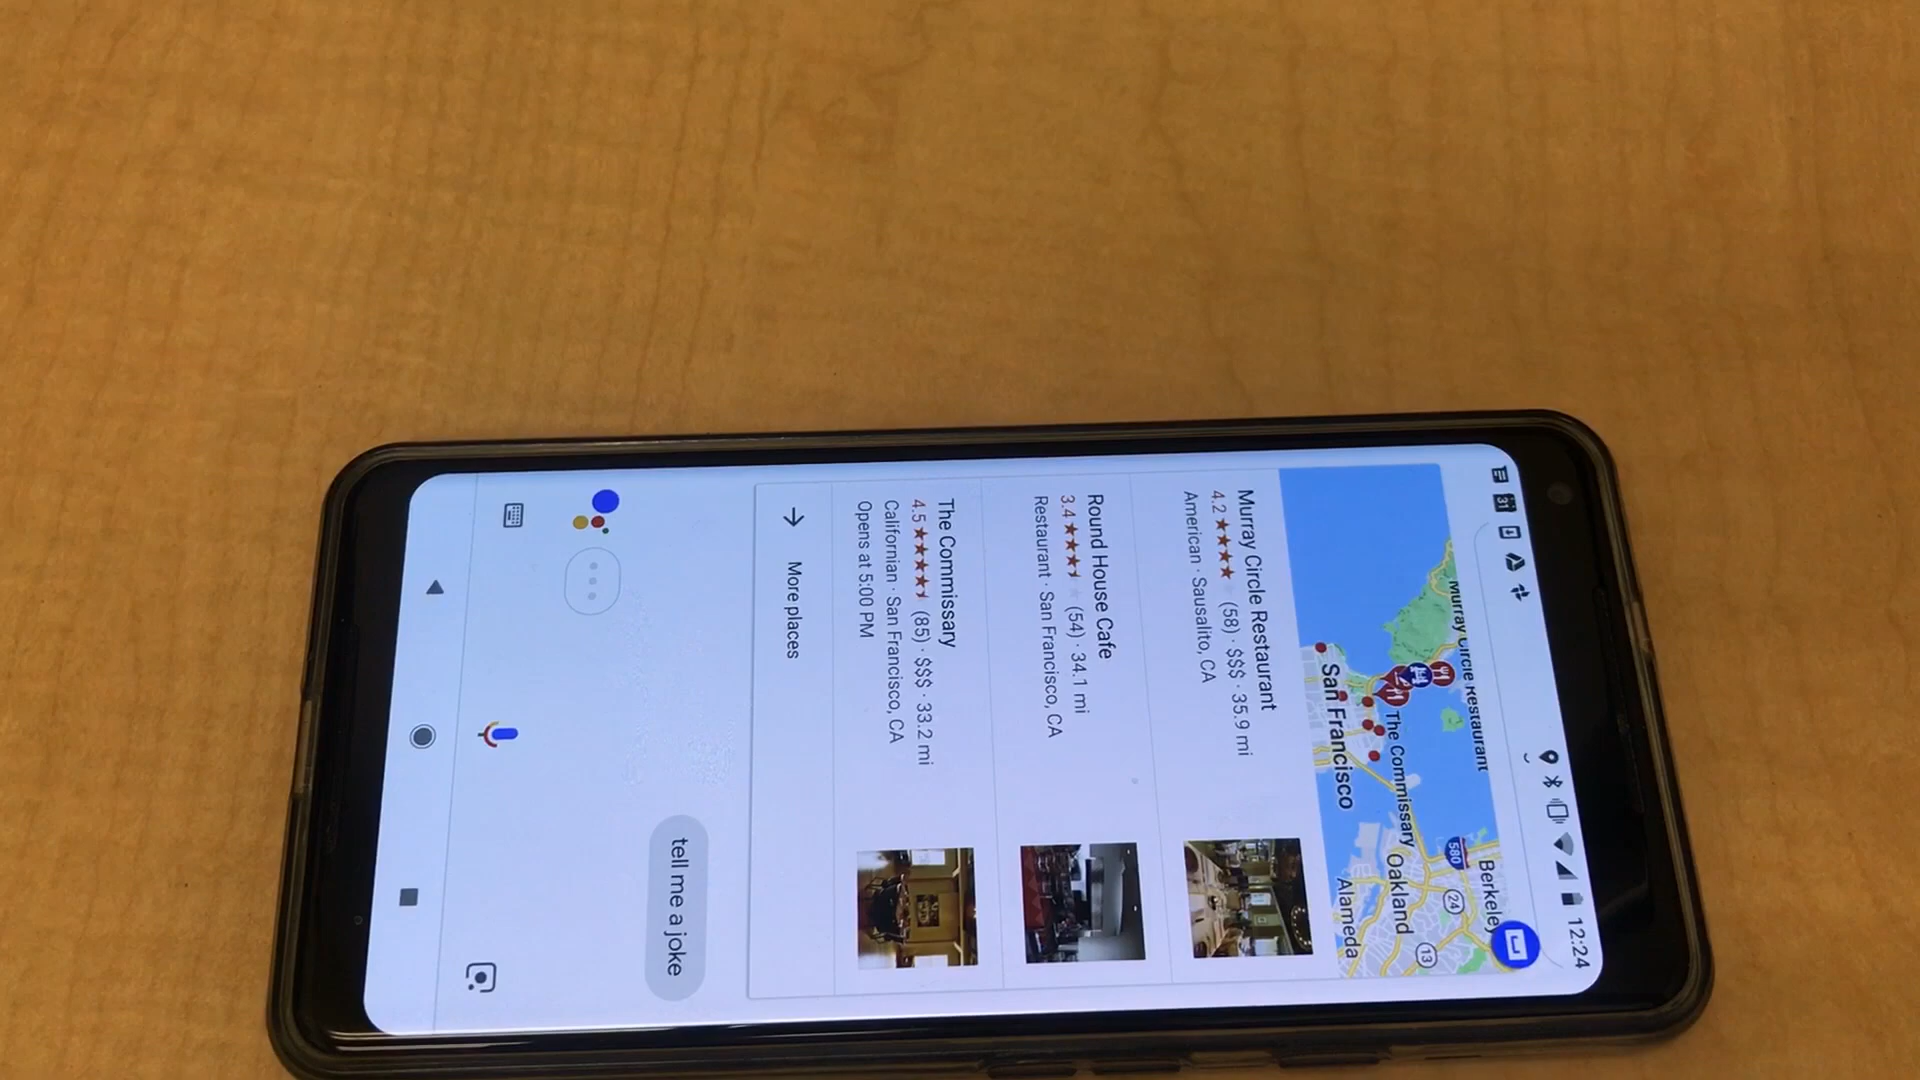 31
12:24
Murray Circle Restaurant
Berkeley
580
24
13
The Commissary
Oakland
San Francisco
Alameda
Murray Circle Restaurant
4.2 (58) · $$$ · 35.9 mi
American · Sausalito, CA
Round House Cafe
3.4 (54) · 34.1 mi
Restaurant · San Francisco, CA
The Commissary
4.5 (85) · $$$ · 33.2 mi
Californian · San Francisco, CA
Opens at 5:00 PM
More places
tell me a joke